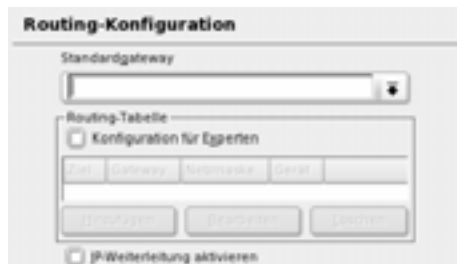 Routing-Konfiguration
Standardgateway
Routing-Tabelle
Konfiguration für Experten
Ziel Gateway Netzmaske Gerät
Hinzufügen Bearbeiten Löschen
IP-Weiterleitung aktivieren